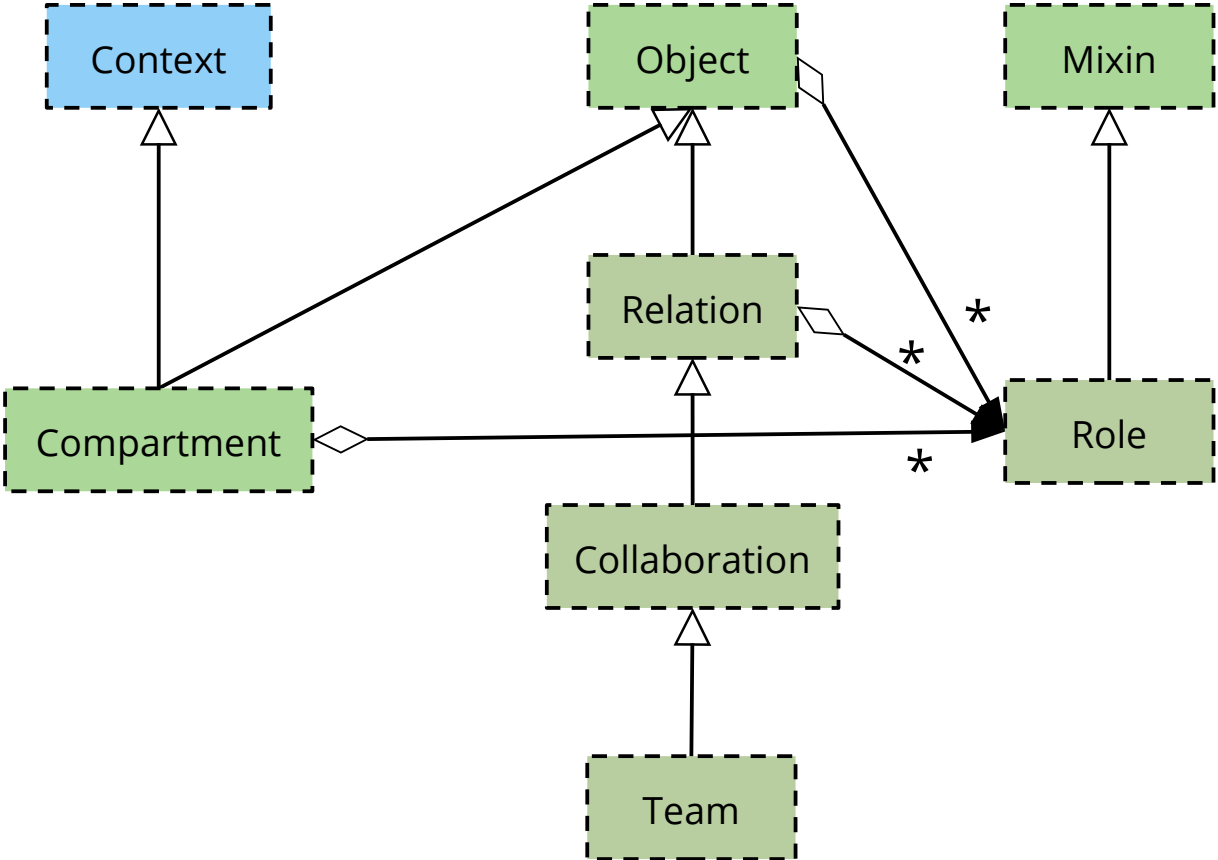 Context
Object
Mixin
*
Relation
*
Compartment
Role
*
Collaboration
Team